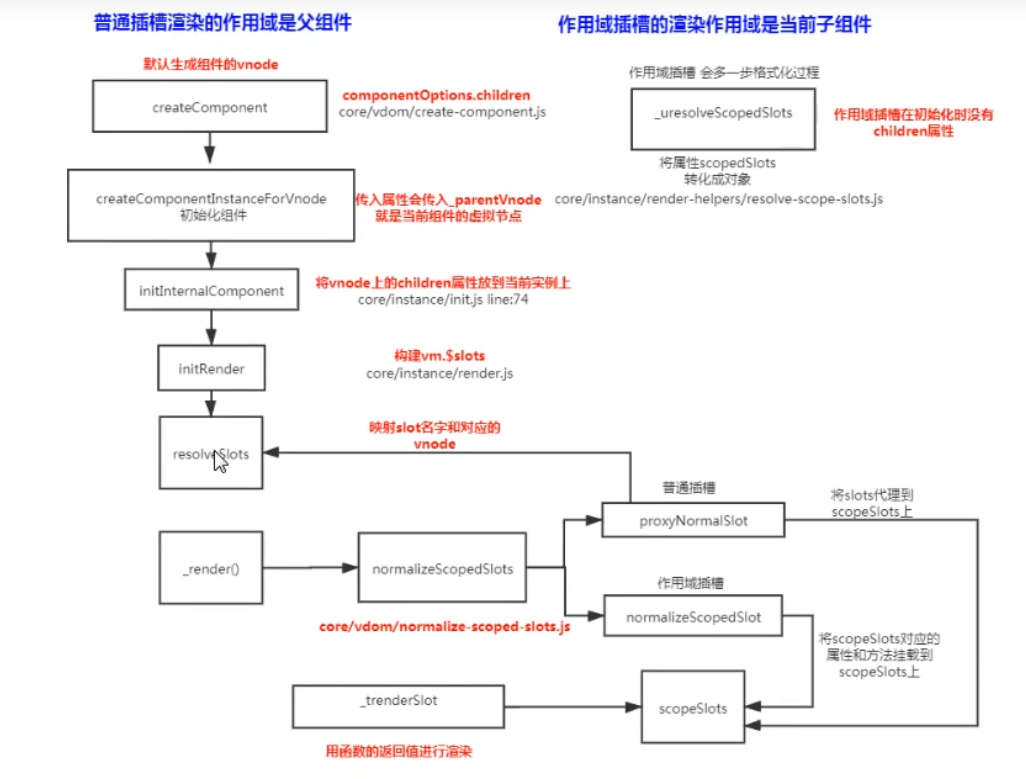 普通插槽渲染的作用域是父组件
作用域插槽的渲染作用域是当前子组件
默认生成组件的vnode
createComponent
componentOptions.children
core/vdom/create-component.js
作用域插槽 会多一步格式化过程
_uresolveScopedSlots
作用域插槽在初始化时没有
children属性
将属性scopedSlots
转化成对象
core/instance/render-helpers/resolve-scope-slots.js
createComponentInstanceForVnode
初始化组件
传入属性会传入_parentVnode
就是当前组件的虚拟节点
initInternalComponent
将vnode上的children属性放到当前实例上
core/instance/init.js line:74
initRender
构建vm.$slots
core/instance/render.js
resolveSlots
映射slot名字和对应的
vnode
普通插槽
proxyNormalSlot
将slots代理到
scopeSlots上
_render()
normalizeScopedSlots
core/vdom/normalize-scoped-slots.js
作用域插槽
normalizeScopedSlot
将scopeSlots对应的
属性和方法挂载到
scopeSlots上
_trenderSlot
用函数的返回值进行渲染
scopeSlots